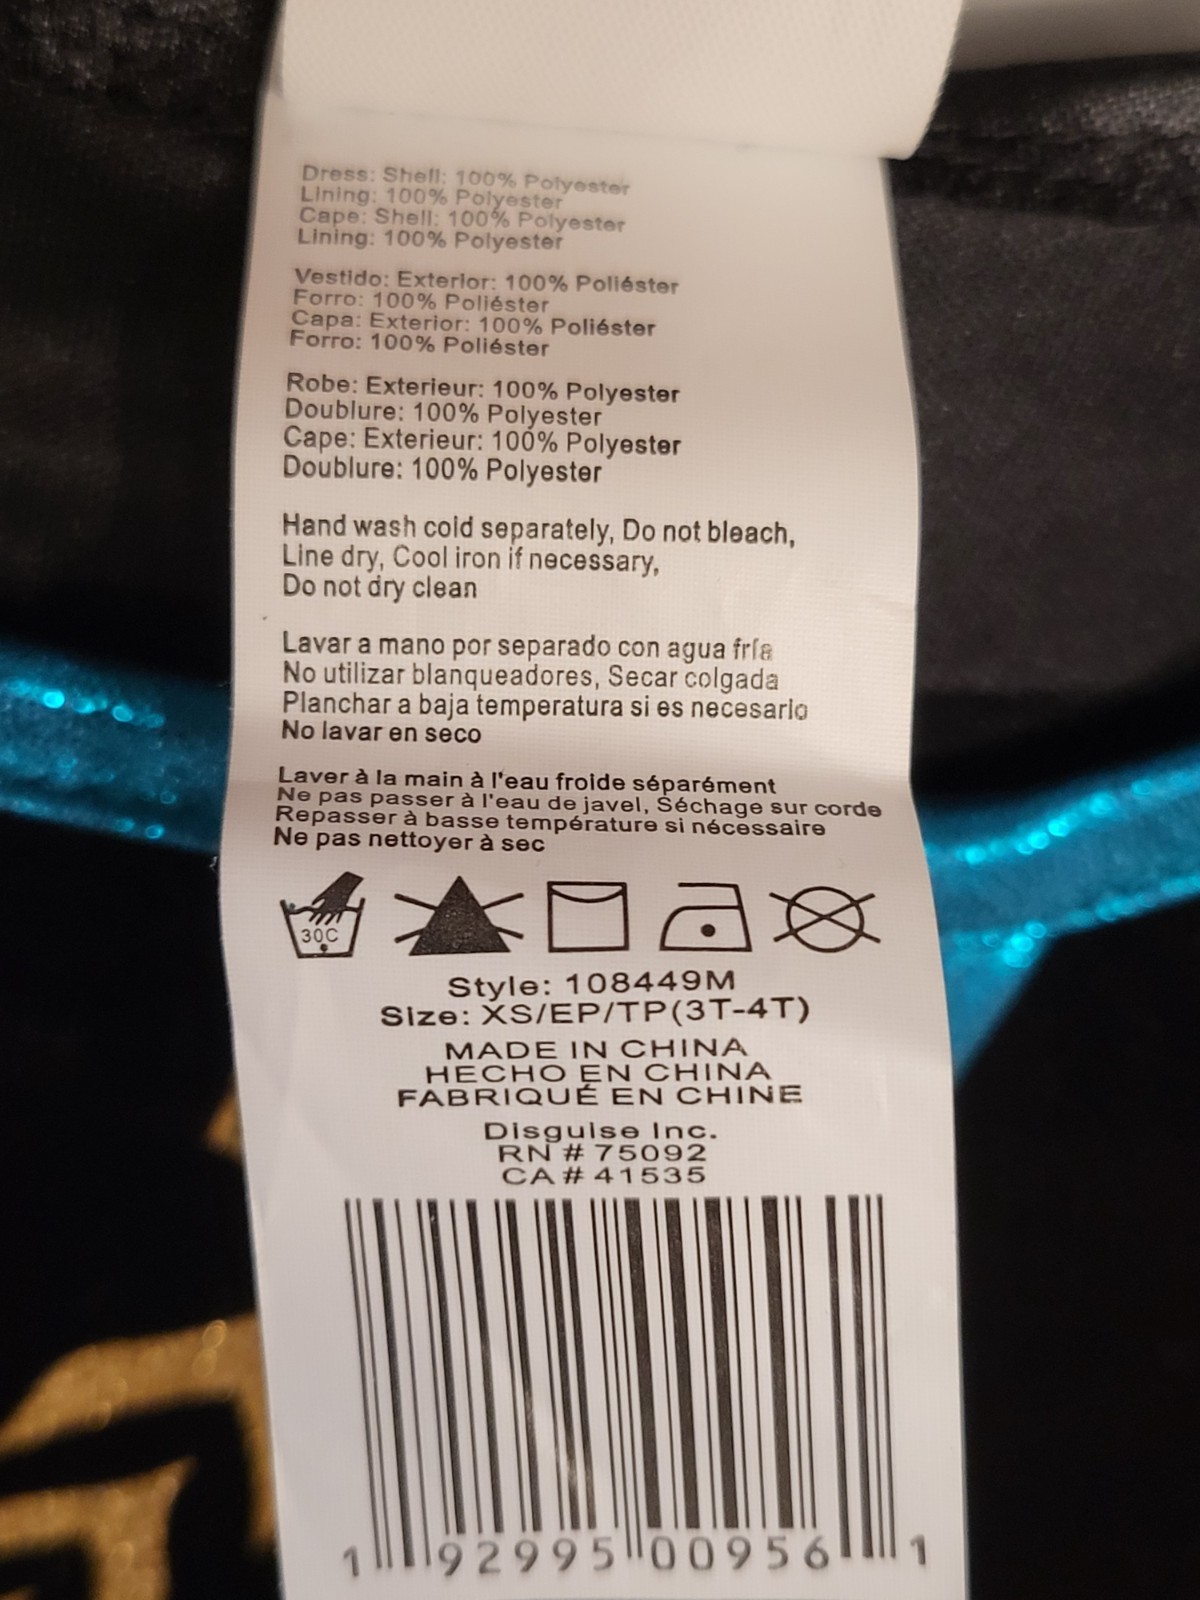 Dress: Shell: 100% Polyester
Lining: 100% Polyester
Cape: Shell: 100% Polyester
Lining: 100% Polyester
Vestido: Exterior: 100% Poliéster
Forro: 100% Poliéster
Capa: Exterior: 100% Poliéster
Forro: 100% Poliéster
Robe: Exterieur: 100% Polyester
Doublure: 100% Polyester
Cape: Exterieur: 100% Polyester
Doublure: 100% Polyester
Hand wash cold separately, Do not bleach,
Line dry, Cool iron if necessary,
Do not dry clean
Lavar a mano por separado con agua fría
No utilizar blanqueadores, Secar colgada
Planchar a baja temperatura si es necesario
No lavar en seco
Laver à la main à l'eau froide séparément
Ne pas passer à l'eau de javel, Séchage sur corde
Repasser à basse température si nécessaire
Ne pas nettoyer à sec
30C
Style: 108449M
Size: XS/EP/TP(3T-4T)
MADE IN CHINA
HECHO EN CHINA
FABRIQUÉ EN CHINE
Disguise Inc.
RN # 75092
CA # 41535
1 92995 00956 1